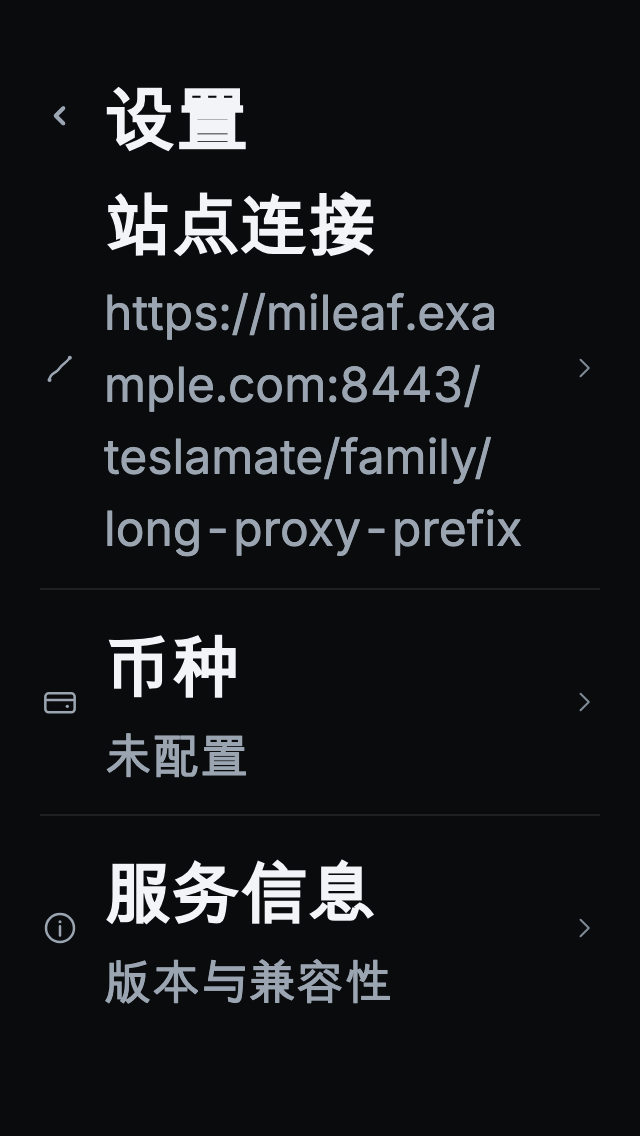 设置
站点连接
https://mileaf.exa
mple.com:8443/
teslamate/family/
long-proxy-prefix
币种
未配置
服务信息
版本与兼容性